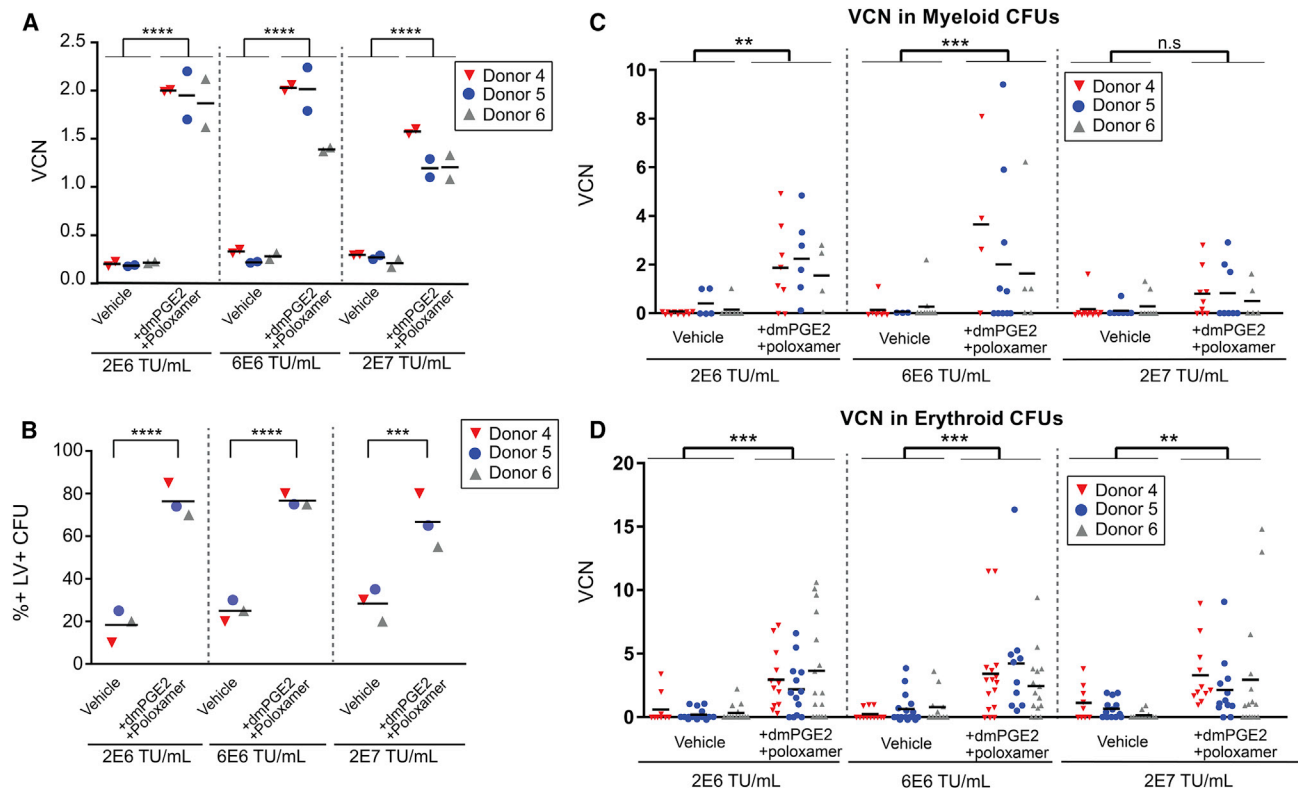 A
VCN
2.5
2.0
1.5
1.0
0.5
0.0
****
****
****
Donor 4
Donor 5
Donor 6
Vehicle
+dmPGE2
+Poloxamer
Vehicle
+dmPGE2
+Poloxamer
Vehicle
+dmPGE2
+Poloxamer
2E6 TU/mL
6E6 TU/mL
2E7 TU/mL
B
%+ LV+ CFU
100
80
60
40
20
0
****
****
***
Donor 4
Donor 5
Donor 6
Vehicle
+dmPGE2
+Poloxamer
Vehicle
+dmPGE2
+Poloxamer
Vehicle
+dmPGE2
+Poloxamer
2E6 TU/mL
6E6 TU/mL
2E7 TU/mL
C
VCN in Myeloid CFUs
VCN
10
8
6
4
2
0
**
***
n.s
Donor 4
Donor 5
Donor 6
Vehicle
+dmPGE2
+poloxamer
Vehicle
+dmPGE2
+poloxamer
Vehicle
+dmPGE2
+poloxamer
2E6 TU/mL
6E6 TU/mL
2E7 TU/mL
D
VCN in Erythroid CFUs
VCN
20
15
10
5
0
***
***
**
Donor 4
Donor 5
Donor 6
Vehicle
+dmPGE2
+poloxamer
Vehicle
+dmPGE2
+poloxamer
Vehicle
+dmPGE2
+poloxamer
2E6 TU/mL
6E6 TU/mL
2E7 TU/mL